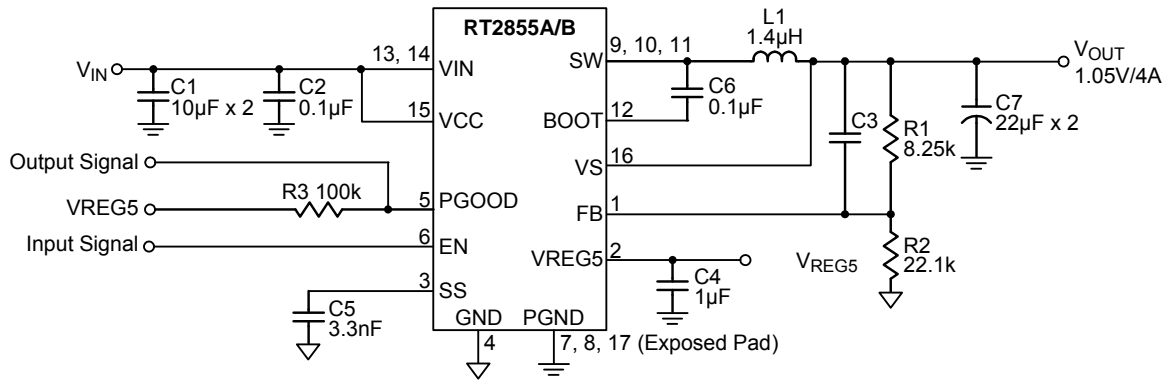 RT2855A/B
L1
1.4µH
13, 14
9, 10, 11
VIN
VIN
SW
VOUT
1.05V/4A
C1
10µF x 2
C2
0.1µF
C6
0.1µF
C7
22µF x 2
15
VCC
BOOT
12
C3
R1
8.25k
Output Signal
VS
16
R3 100k
VREG5
5
PGOOD
FB
1
Input Signal
6
EN
VREG5
2
VREG5
R2
22.1k
C4
1µF
3
SS
C5
3.3nF
GND
PGND
4
7, 8, 17 (Exposed Pad)